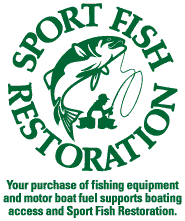 SPORT FISH
RESTORATION
Your purchase of fishing equipment
and motor boat fuel supports boating
access and Sport Fish Restoration.